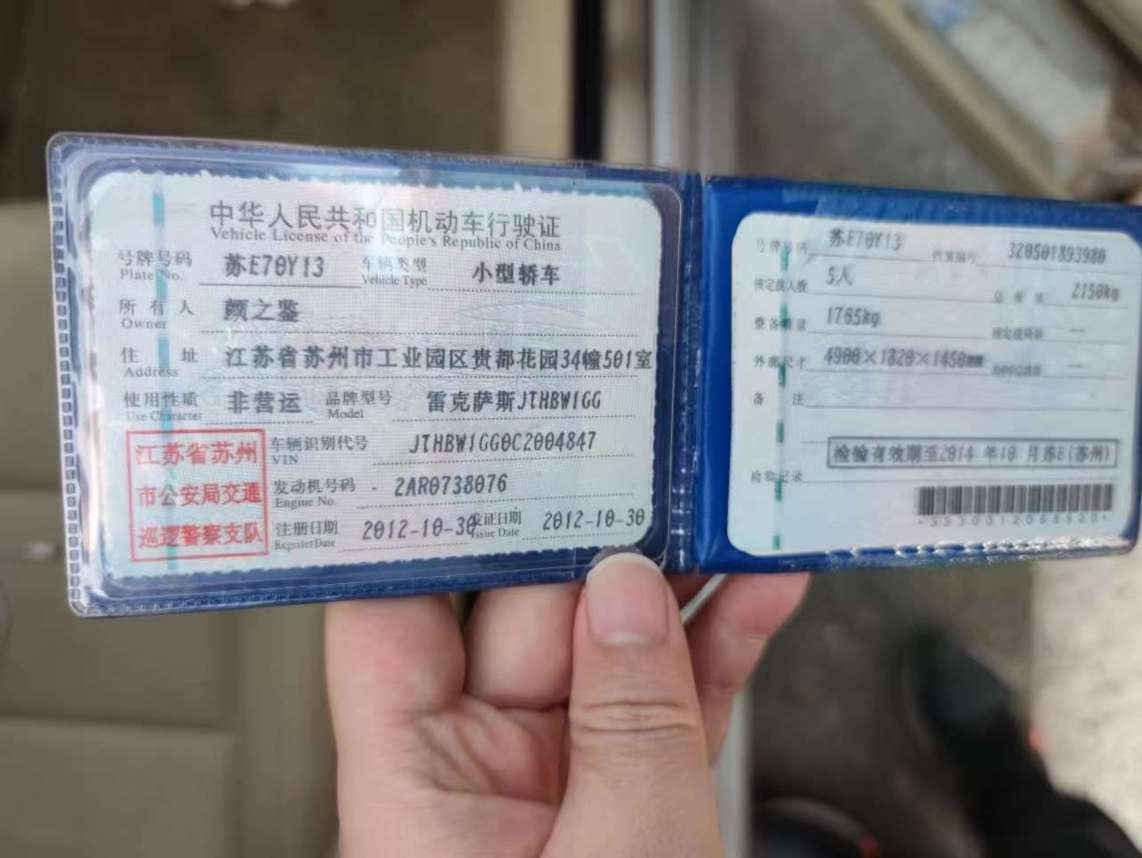 中华人民共和国机动车行驶证
Vehicle License of the People's Republic of China
号牌号码 苏E70Y13 车辆类型 小型轿车
Plate No. Vehicle Type
所有人 颜之鉴
Owner
住址 江苏省苏州市工业园区贵都花园34幢501室
Address
使用性质 非营运 品牌型号 雷克萨斯JTHBW1GG
Use Character Model
江苏省苏州
市公安局交通
巡逻警察支队
车辆识别代号 JTHBW1GG0C2004847
VIN
发动机号码 2AR0738076
Engine No.
注册日期 2012-10-30 发证日期 2012-10-30
Register Date Issue Date
号牌号码 苏E70Y13 档案编号 320501893980
核定载人数 5人 总质量 2150kg
整备质量 1765kg 核定载质量 —
外廓尺寸 4900×1820×1450mm —
备注
检验有效期至2014年10月苏E(苏州)
检验记录